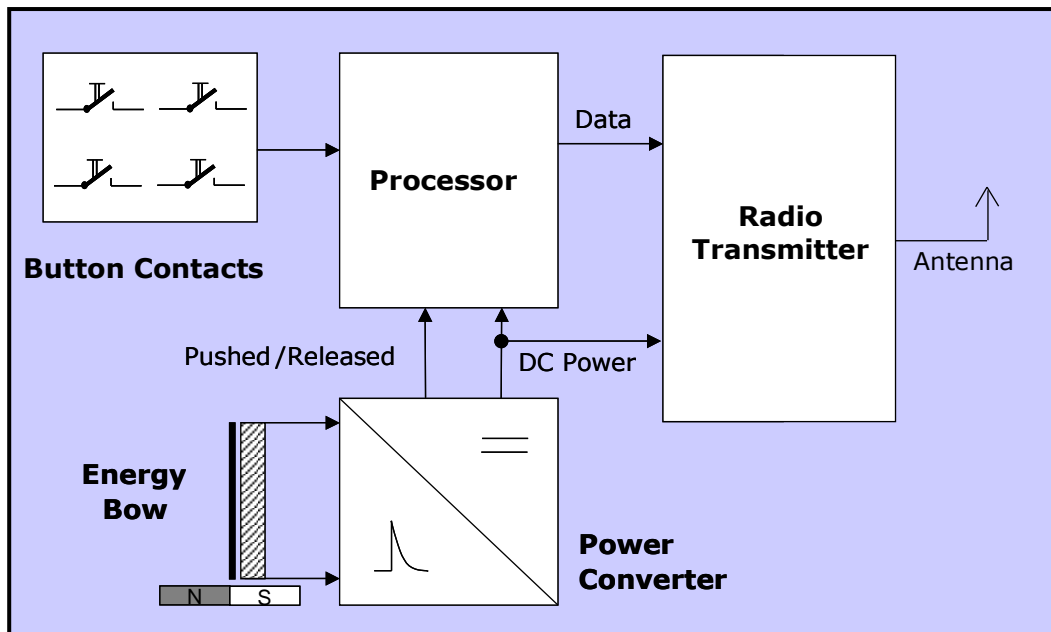 Data
Processor
Radio
Transmitter
Button Contacts
Antenna
Pushed/Released
DC Power
Energy
Bow
Power
Converter
N S